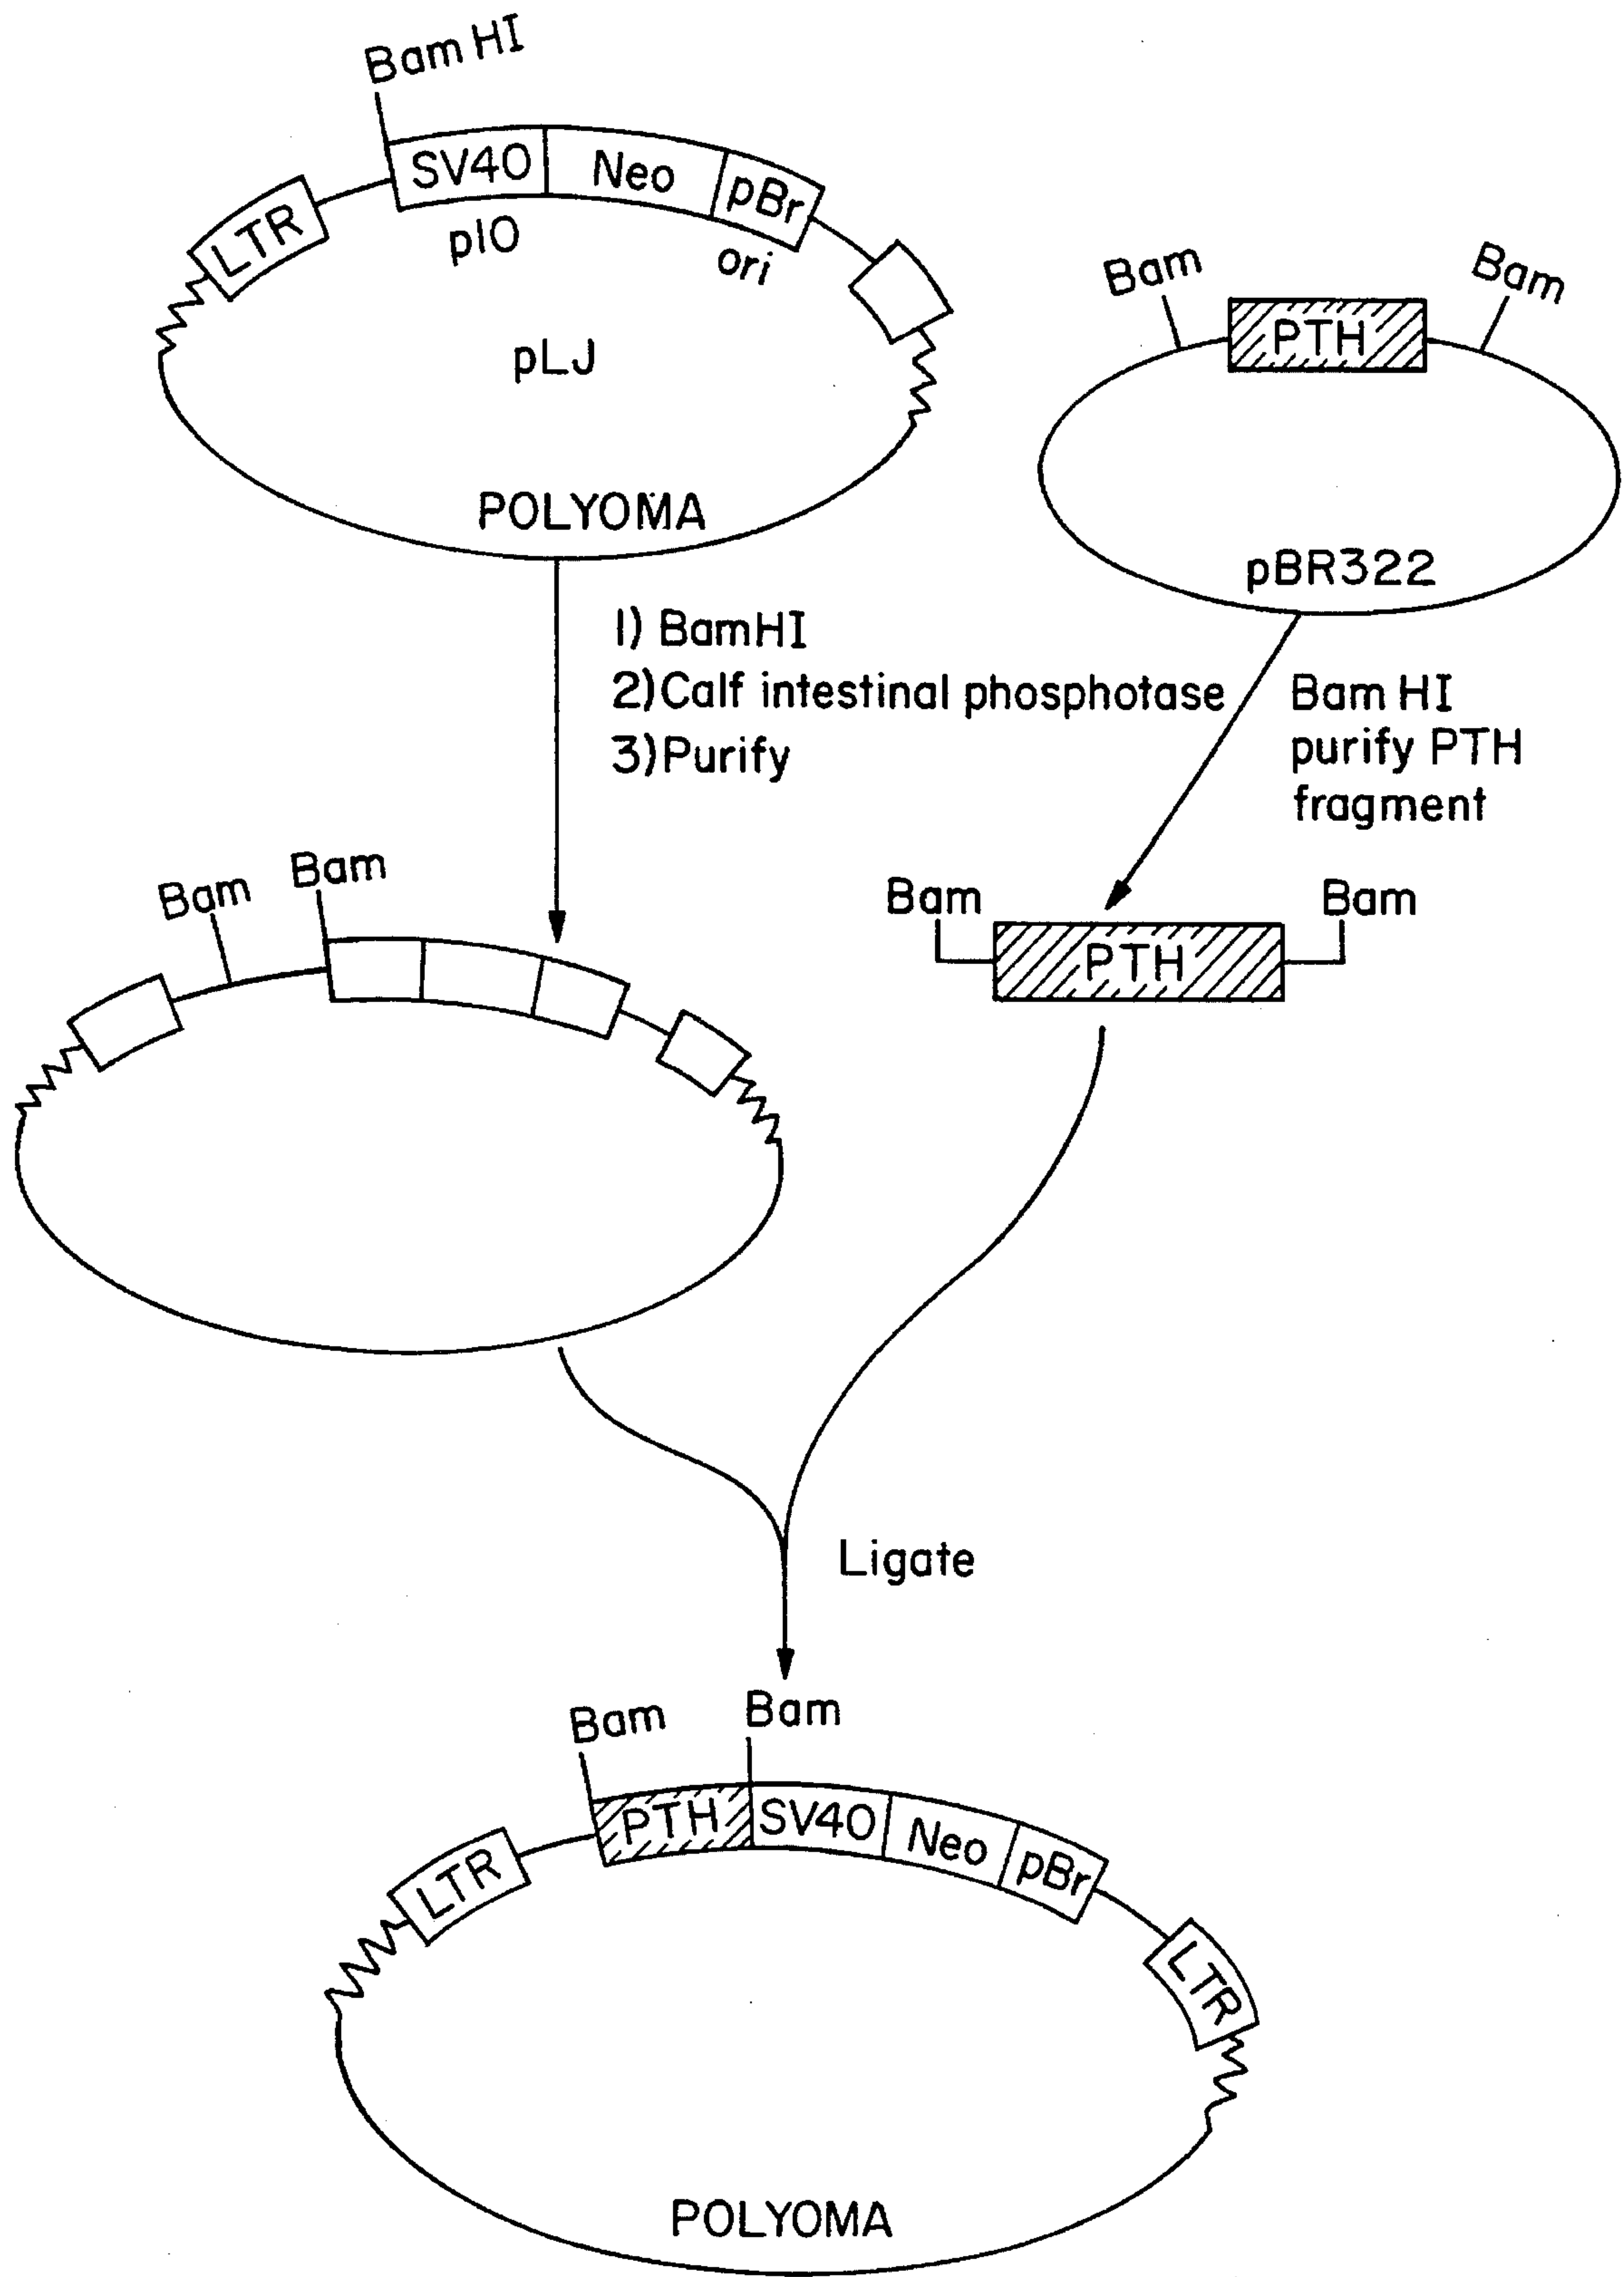 Bam HI
LTR
SV40
Neo
pBr
pIO
ori
pLJ
POLYOMA
Bam
Bam
PTH
pBR322
1) BamHI
2)Calf intestinal phosphotase
3)Purify
Bam HI
purify PTH
fragment
Bam
Bam
Bam
Bam
PTH
Ligate
Bam
Bam
LTR
PTH
SV40
Neo
pBr
LTR
POLYOMA